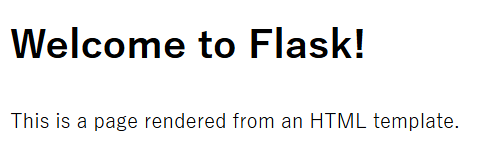 Welcome to Flask!
This is a page rendered from an HTML template.